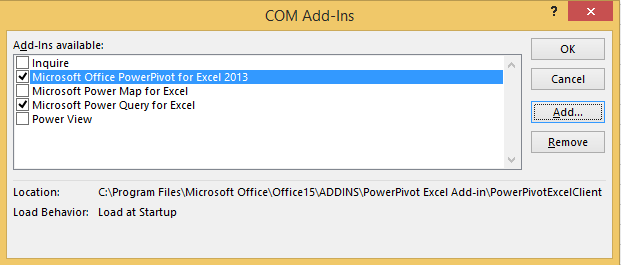 COM Add-Ins
? x
Add-Ins available:
Inquire
Microsoft Office PowerPivot for Excel 2013
Microsoft Power Map for Excel
Microsoft Power Query for Excel
Power View
OK
Cancel
Add...
Remove
Location: C:\Program Files\Microsoft Office\Office15\ADDINS\PowerPivot Excel Add-in\PowerPivotExcelClient
Load Behavior: Load at Startup